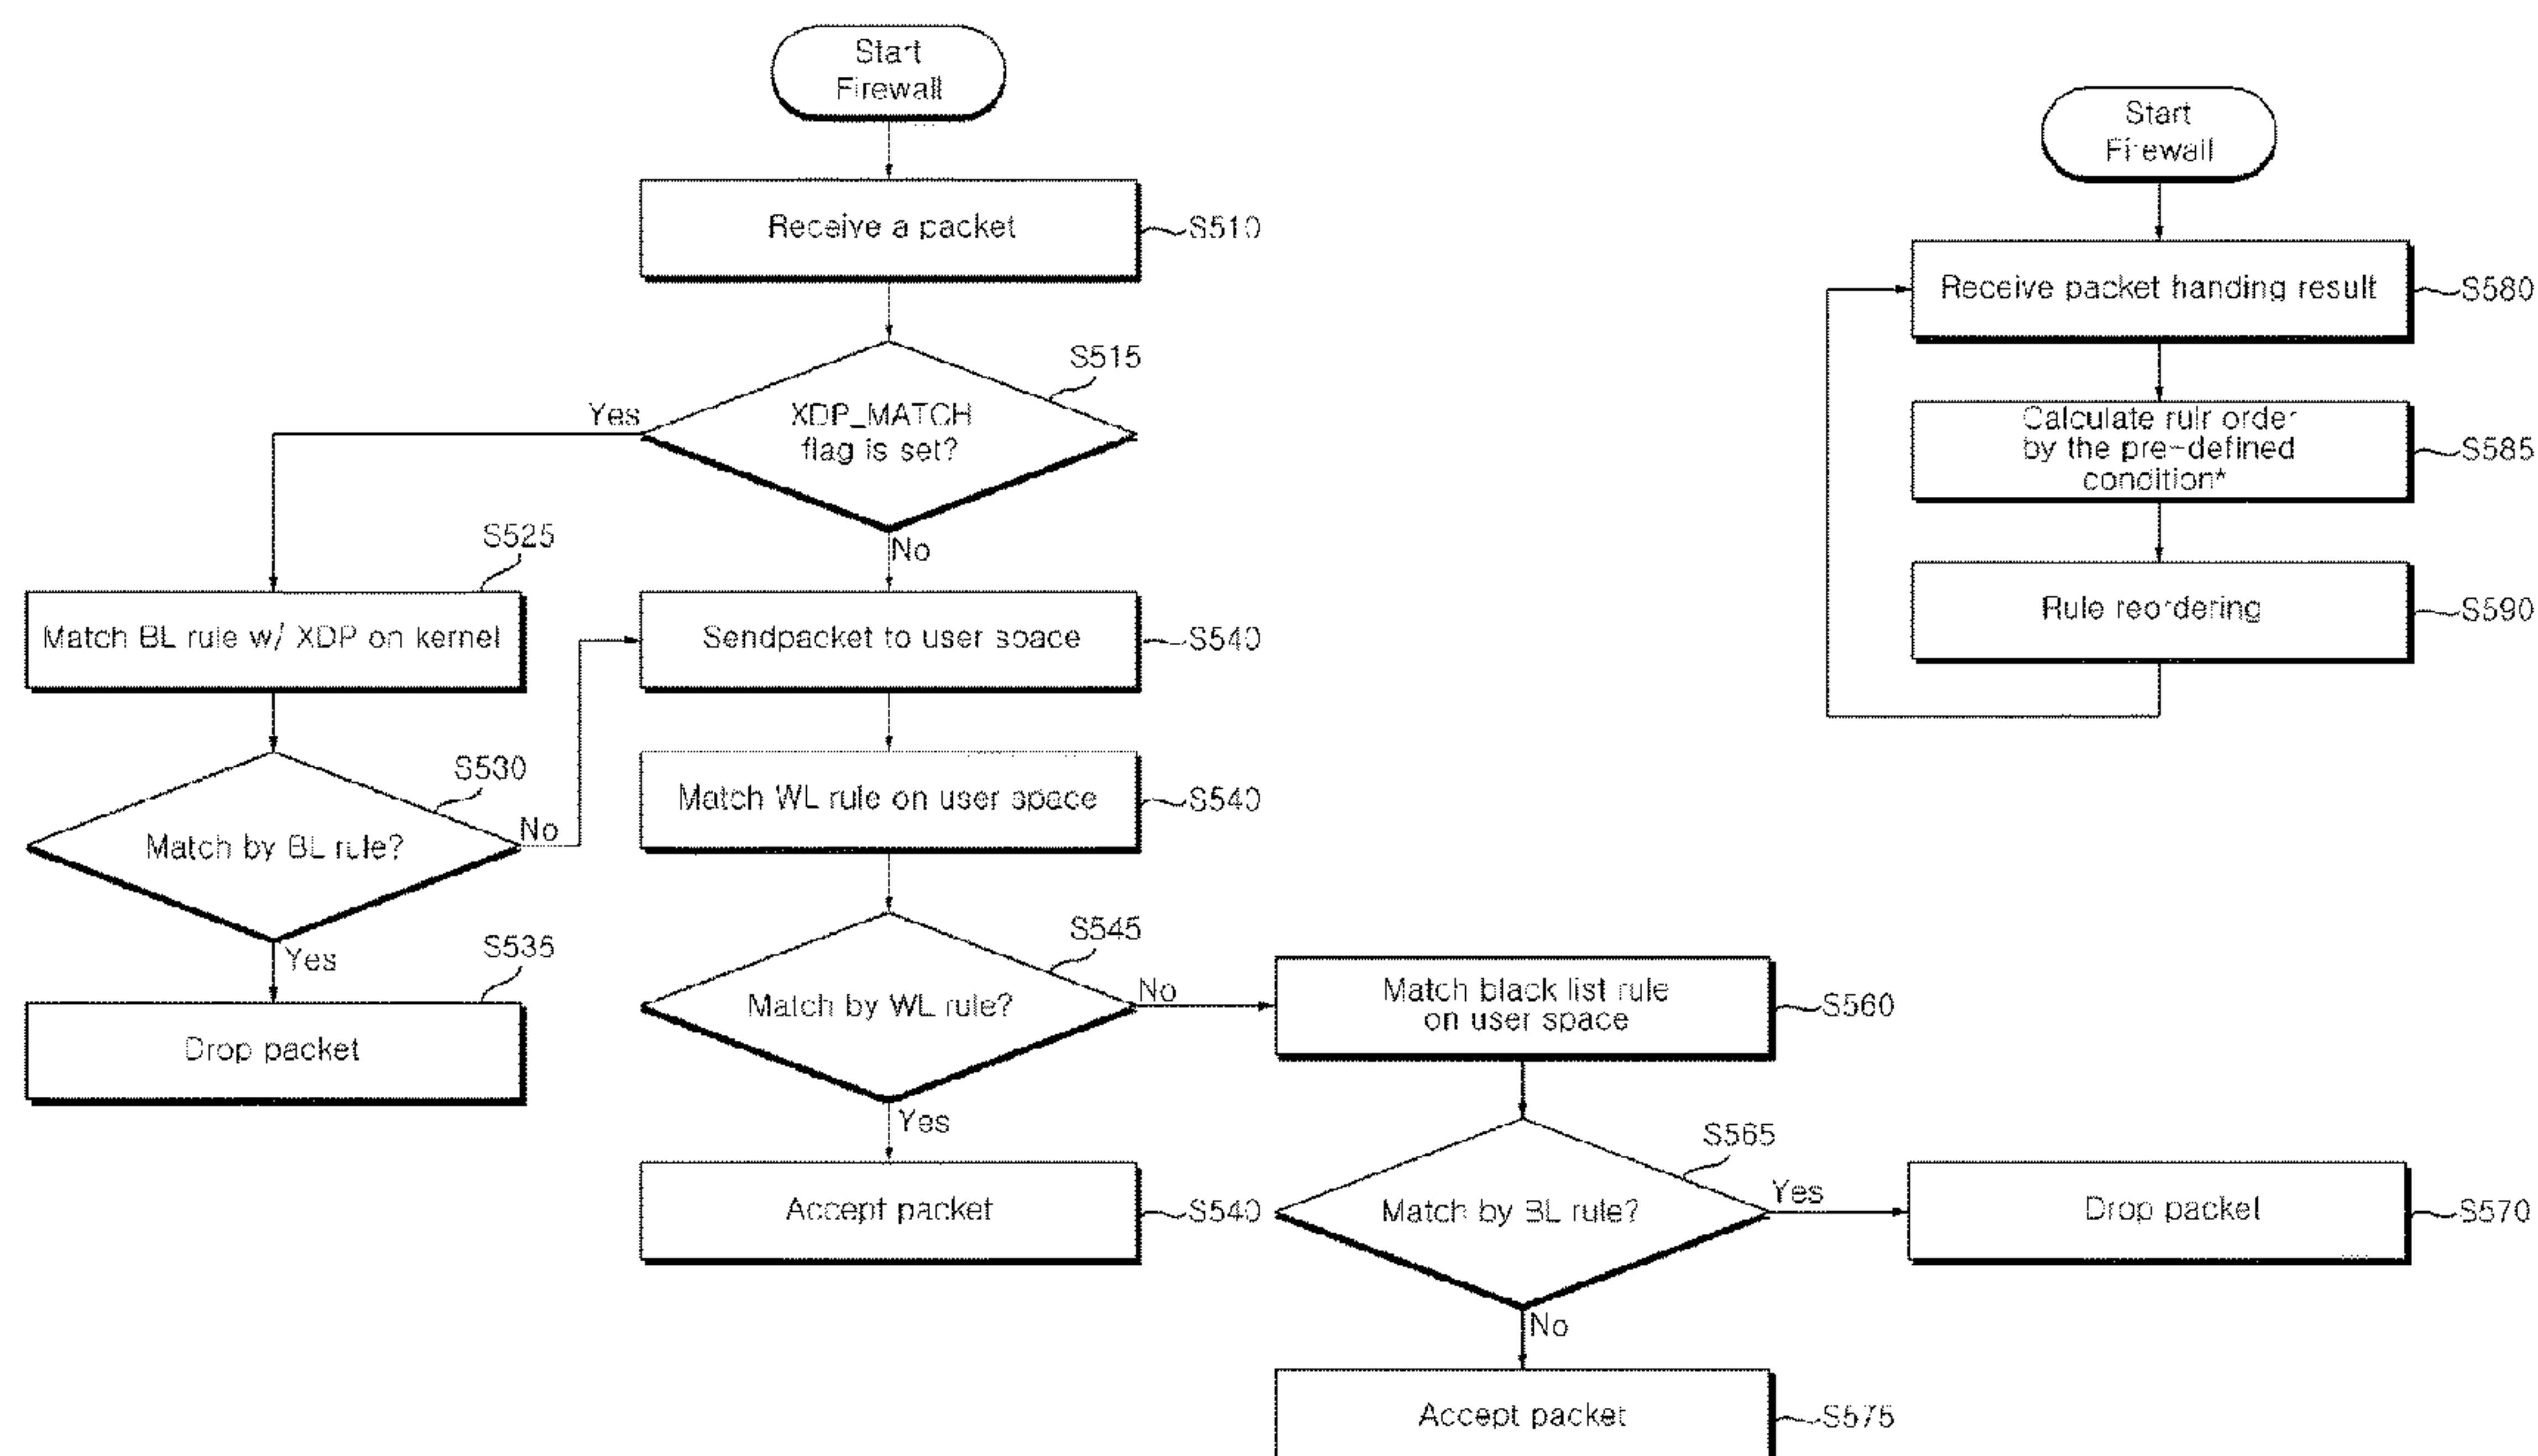 Start
Firewall
Receive a packet
S510
S515
XDP_MATCH
flag is set?
Yes
No
S525
Match BL rule w/ XDP on kernel
Sendpacket to user space
S540
S530
Match by BL rule?
No
Yes
Match WL rule on user space
S540
S535
Drop packet
S545
Match by WL rule?
No
Yes
Match black list rule
on user space
S560
Accept packet
S540
S565
Match by BL rule?
Yes
No
Drop packet
S570
Accept packet
S575
Start
Firewall
Receive packet handing result
S580
Calculate rulr order
by the pre-defined
condition*
S585
Rule reordering
S590